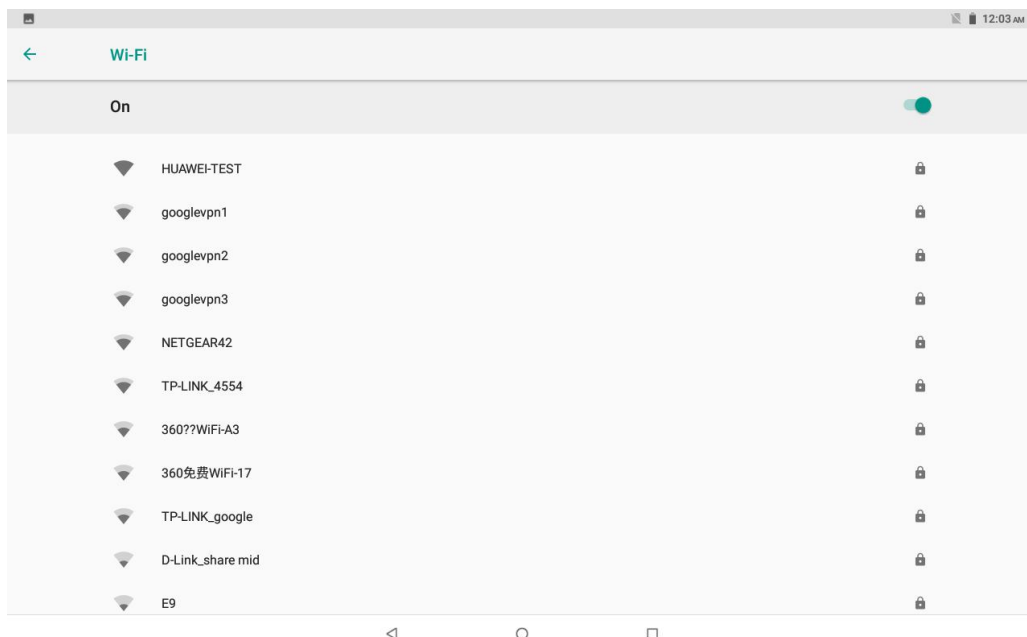 12:03 AM
Wi-Fi
On
HUAWEI-TEST
googlevpn1
googlevpn2
googlevpn3
NETGEAR42
TP-LINK_4554
360??WiFi-A3
360免费WiFi-17
TP-LINK_google
D-Link_share mid
E9